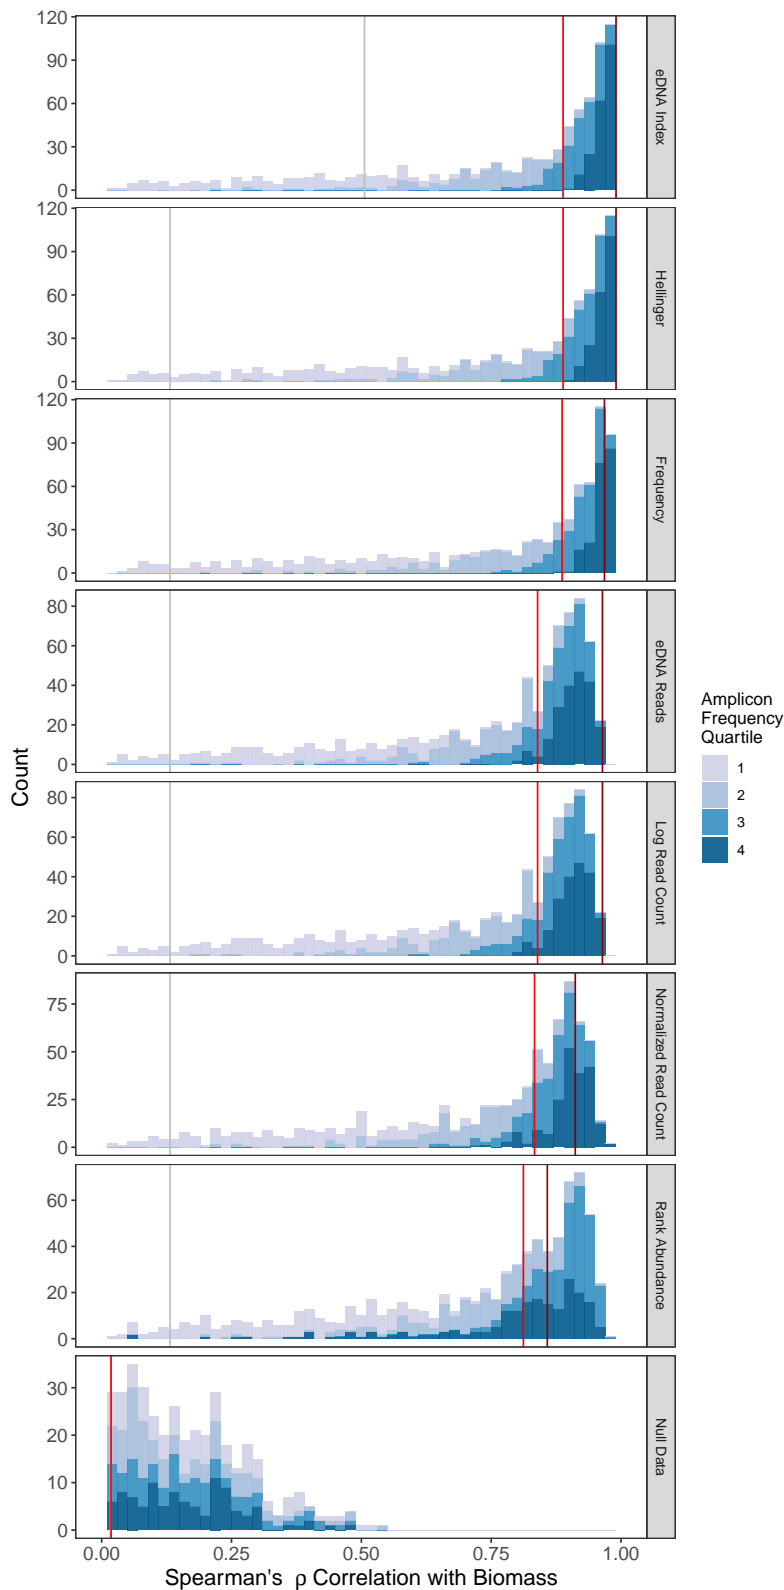 120
90
60
30
0
eDNA Index
120
90
60
30
0
Hellinger
120
90
60
30
0
Frequency
80
60
40
20
0
eDNA Reads
80
60
40
20
0
Log Read Count
75
50
25
0
Normalized Read Count
60
40
20
0
Rank Abundance
30
20
10
0
Null Data
Count
0.00 0.25 0.50 0.75 1.00
Spearman's ρ Correlation with Biomass
Amplicon
Frequency
Quartile
1
2
3
4